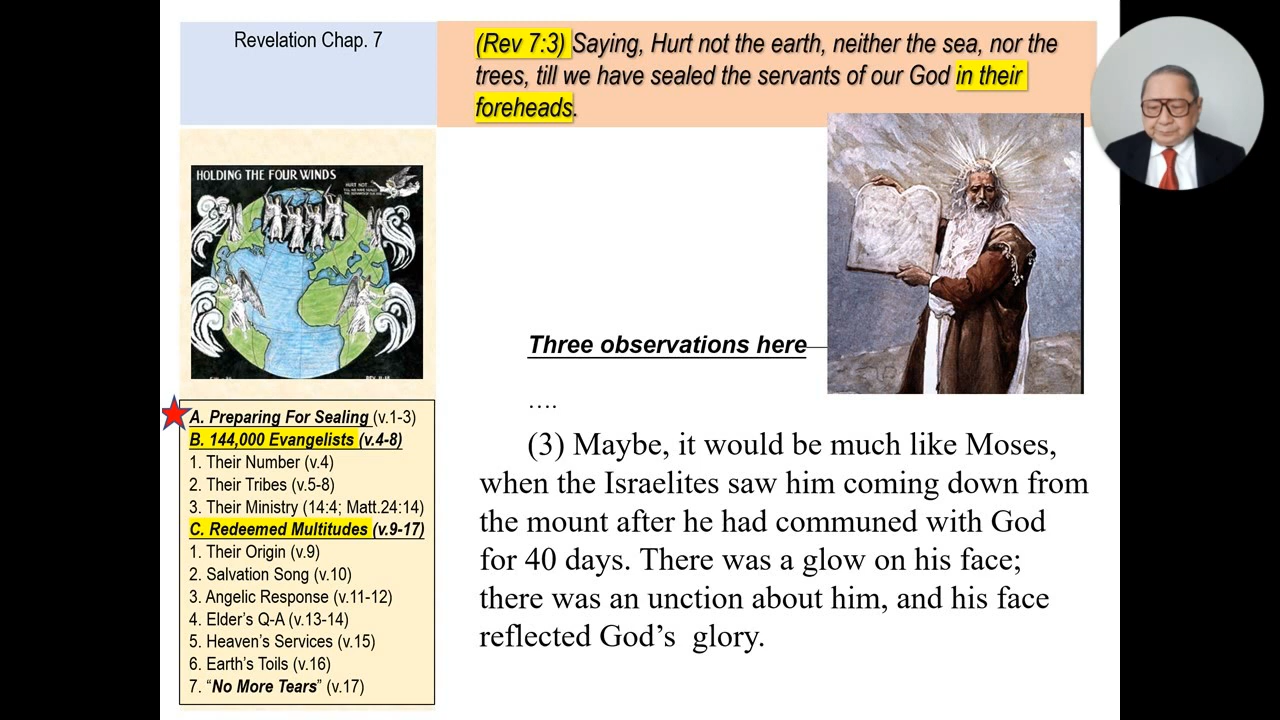 Revelation Chap. 7
(Rev 7:3) Saying, Hurt not the earth, neither the sea, nor the
trees, till we have sealed the servants of our God in their
foreheads.
HOLDING THE FOUR WINDS
HURT NOT
Three observations here
….
(3) Maybe, it would be much like Moses,
when the Israelites saw him coming down from
the mount after he had communed with God
for 40 days. There was a glow on his face;
there was an unction about him, and his face
reflected God’s glory.
A. Preparing For Sealing (v.1-3)
B. 144,000 Evangelists (v.4-8)
1. Their Number (v.4)
2. Their Tribes (v.5-8)
3. Their Ministry (14:4; Matt.24:14)
C. Redeemed Multitudes (v.9-17)
1. Their Origin (v.9)
2. Salvation Song (v.10)
3. Angelic Response (v.11-12)
4. Elder’s Q-A (v.13-14)
5. Heaven’s Services (v.15)
6. Earth’s Toils (v.16)
7. “No More Tears” (v.17)